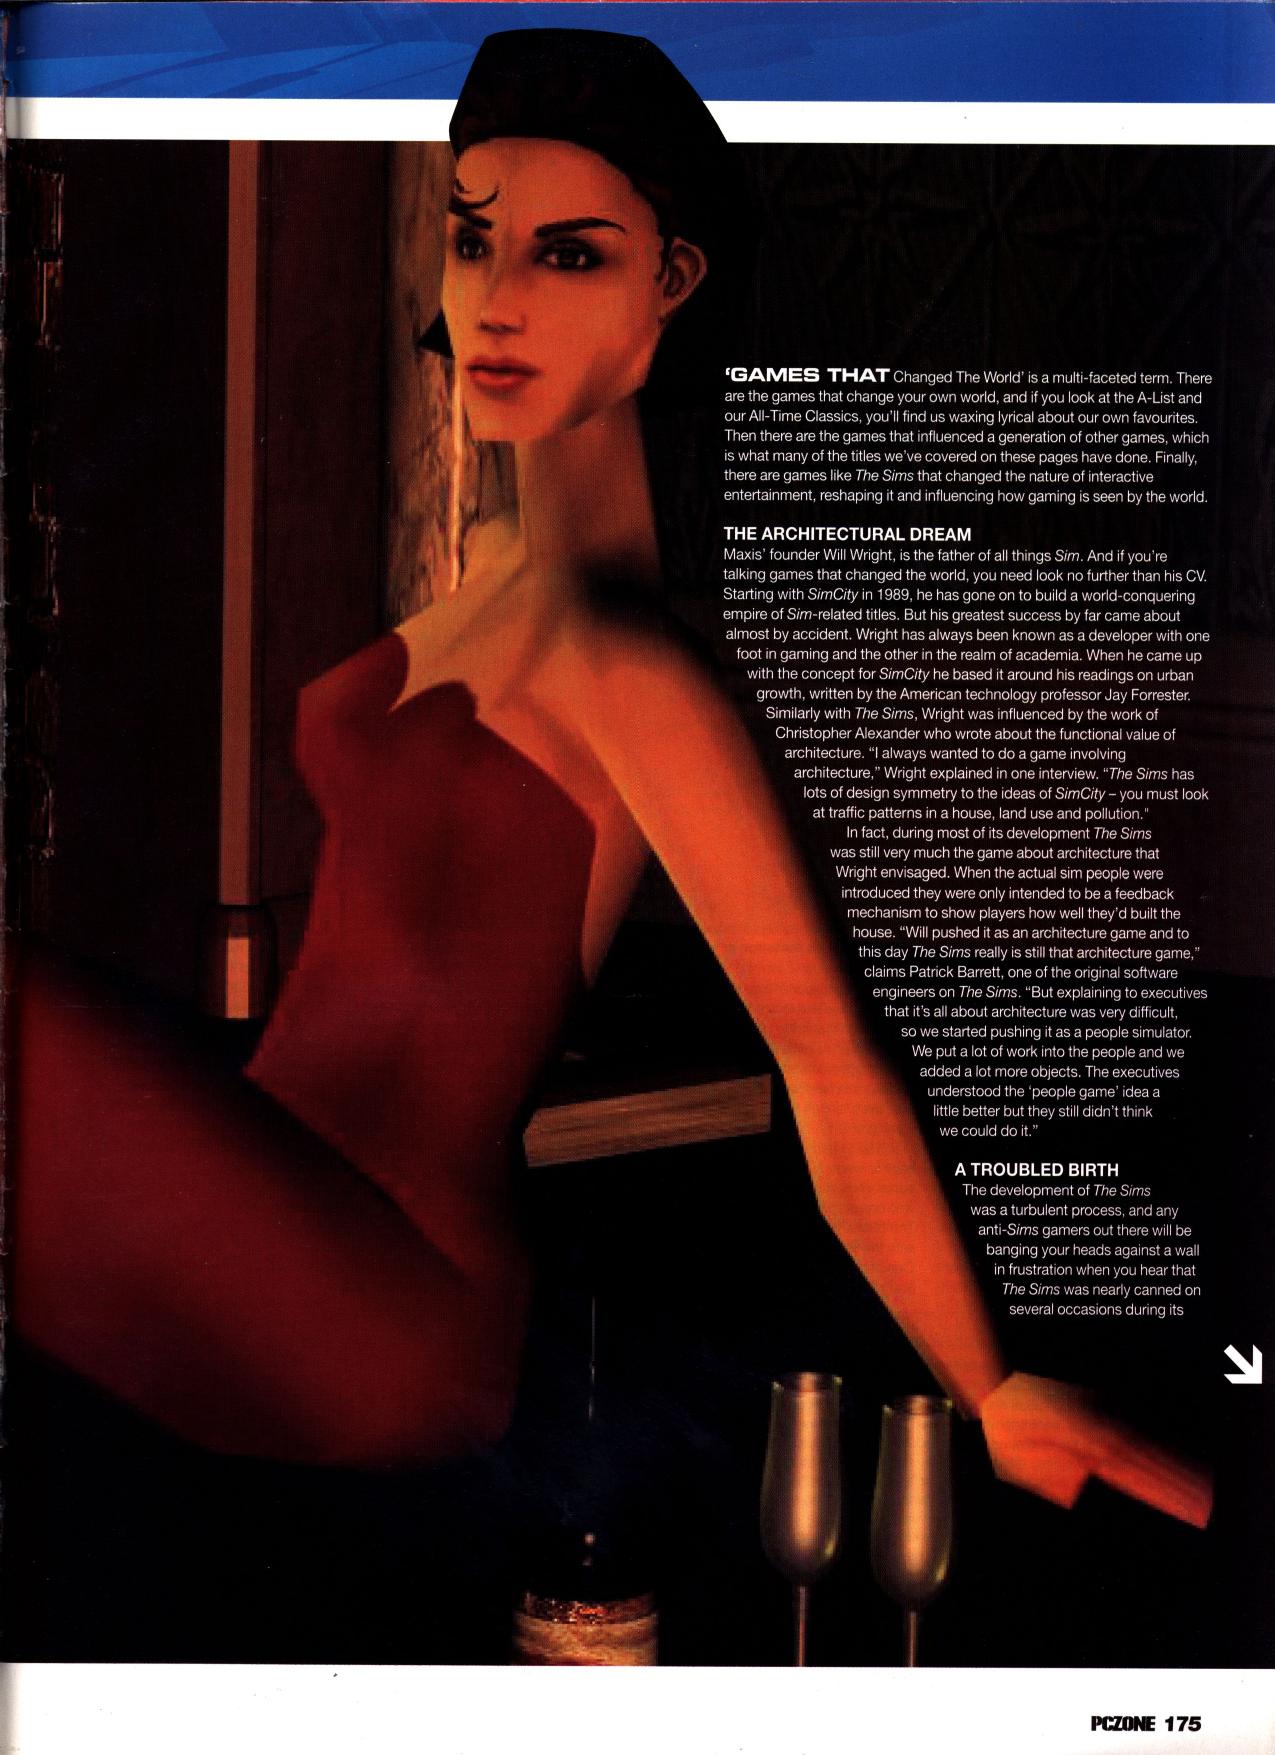 ‘GAMES THAT Changed The World’ is a multi-faceted term. There
are the games that change your own world, and if you look at the A-List and
our All-Time Classics, you’ll find us waxing lyrical about our own favourites.
Then there are the games that influenced a generation of other games, which
is what many of the titles we’ve covered on these pages have done. Finally,
there are games like The Sims that changed the nature of interactive
entertainment, reshaping it and influencing how gaming is seen by the world.
THE ARCHITECTURAL DREAM
Maxis’ founder Will Wright, is the father of all things Sim. And if you’re
talking games that changed the world, you need look no further than his CV.
Starting with SimCity in 1989, he has gone on to build a world-conquering
empire of Sim-related titles. But his greatest success by far came about
almost by accident. Wright has always been known as a developer with one
foot in gaming and the other in the realm of academia. When he came up
with the concept for SimCity he based it around his readings on urban
growth, written by the American technology professor Jay Forrester.
Similarly with The Sims, Wright was influenced by the work of
Christopher Alexander who wrote about the functional value of
architecture. “I always wanted to do a game involving
architecture,” Wright explained in one interview. “The Sims has
lots of design symmetry to the ideas of SimCity – you must look
at traffic patterns in a house, land use and pollution."
In fact, during most of its development The Sims
was still very much the game about architecture that
Wright envisaged. When the actual sim people were
introduced they were only intended to be a feedback
mechanism to show players how well they’d built the
house. “Will pushed it as an architecture game and to
this day The Sims really is still that architecture game,”
claims Patrick Barrett, one of the original software
engineers on The Sims. “But explaining to executives
that it’s all about architecture was very difficult,
so we started pushing it as a people simulator.
We put a lot of work into the people and we
added a lot more objects. The executives
understood the ‘people game’ idea a
little better but they still didn’t think
we could do it.”
A TROUBLED BIRTH
The development of The Sims
was a turbulent process, and any
anti-Sims gamers out there will be
banging your heads against a wall
in frustration when you hear that
The Sims was nearly canned on
several occasions during its
PCZONE 175